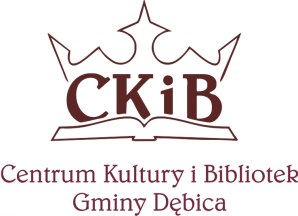 CKiB
Centrum Kultury i Bibliotek
Gminy Dębica